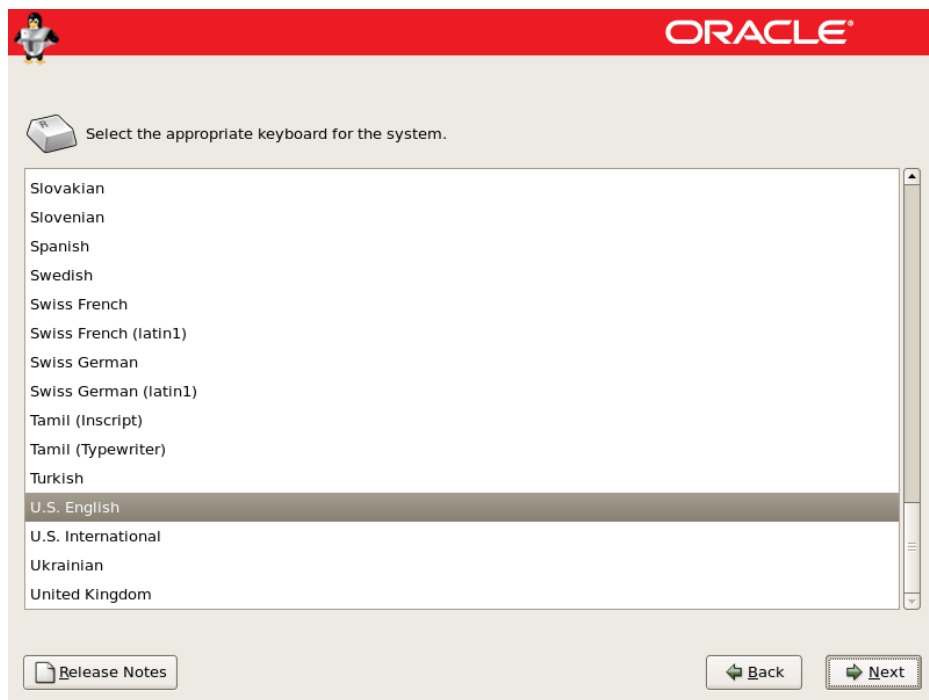 ORACLE®
R
Select the appropriate keyboard for the system.
Slovakian
Slovenian
Spanish
Swedish
Swiss French
Swiss French (latin1)
Swiss German
Swiss German (latin1)
Tamil (Inscript)
Tamil (Typewriter)
Turkish
U.S. English
U.S. International
Ukrainian
United Kingdom
Release Notes Back Next